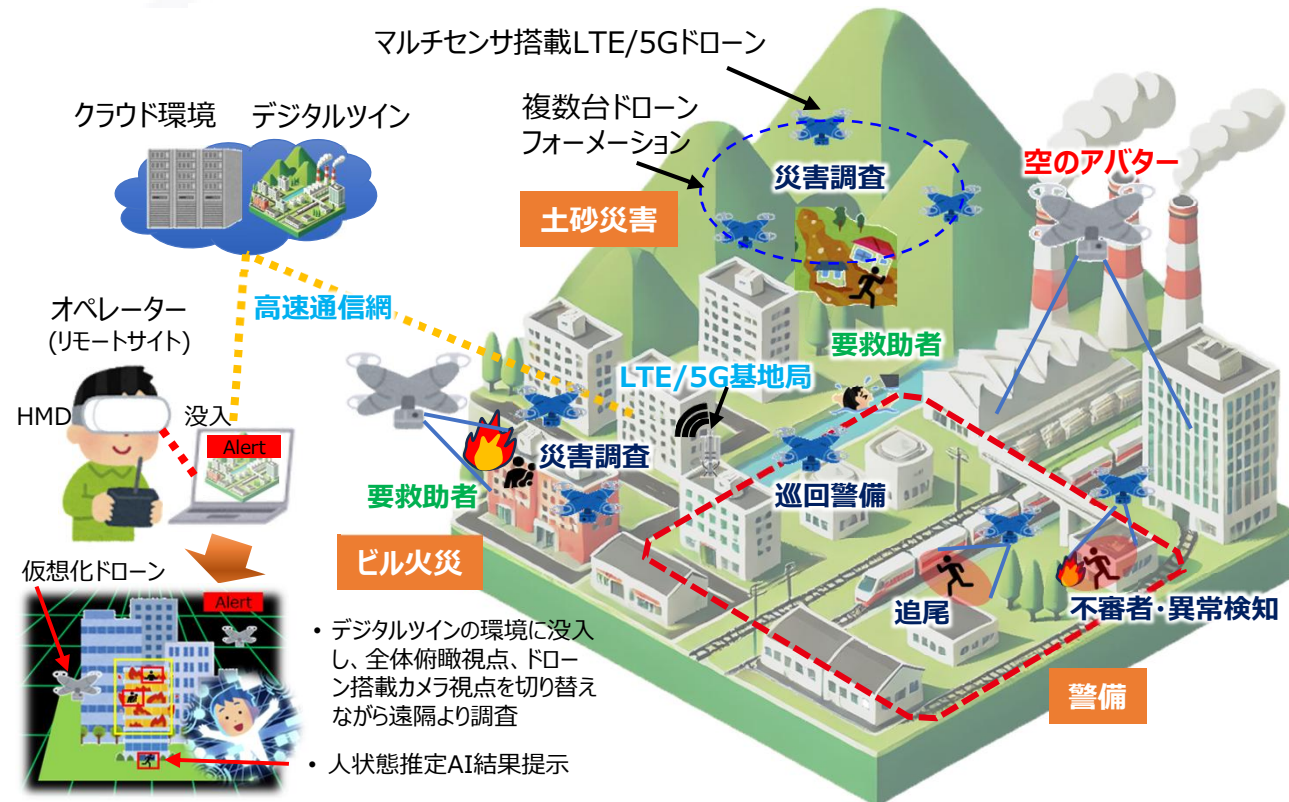 マルチセンサ搭載LTE/5Gドローン
クラウド環境
デジタルツイン
複数台ドローン
フォーメーション
災害調査
空のアバター
土砂災害
オペレーター
(リモートサイト)
高速通信網
要救助者
LTE/5G基地局
HMD
没入
Alert
災害調査
巡回警備
要救助者
ビル火災
仮想化ドローン
Alert
追尾
不審者・異常検知
警備
• デジタルツインの環境に没入
し、全体俯瞰視点、ドロー
ン搭載カメラ視点を切り替え
ながら遠隔より調査
• 人状態推定AI結果提示